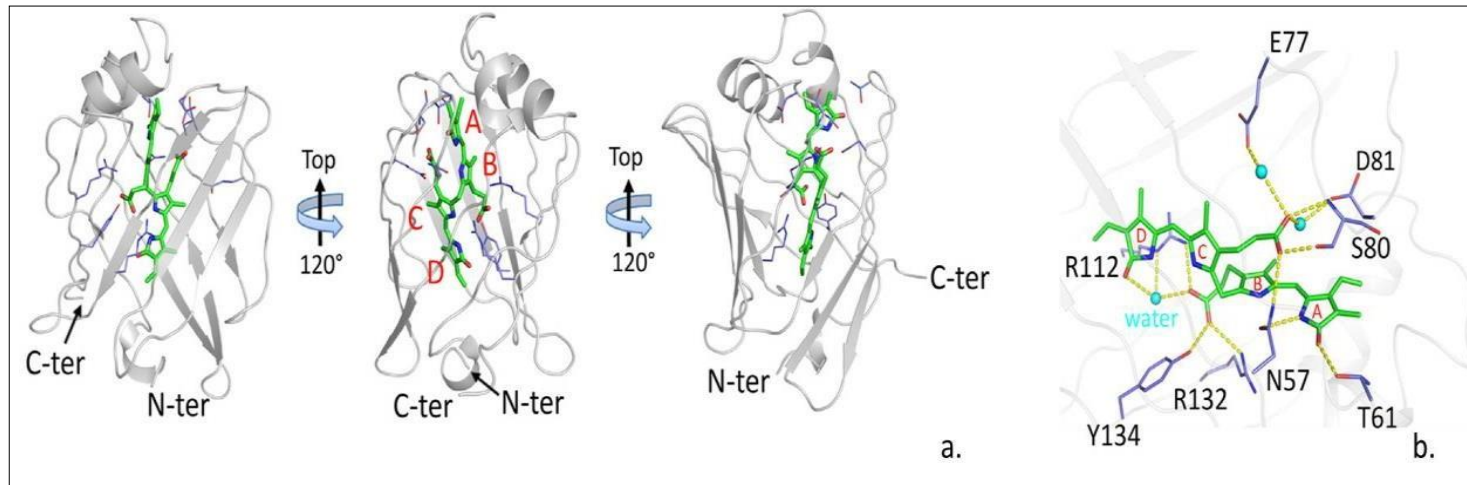 Top
120°
C-ter
N-ter
A
B
C
D
C-ter
N-ter
Top
120°
C-ter
N-ter
a.
E77
D81
S80
R112
D
C
B
A
water
Y134
R132
N57
T61
b.